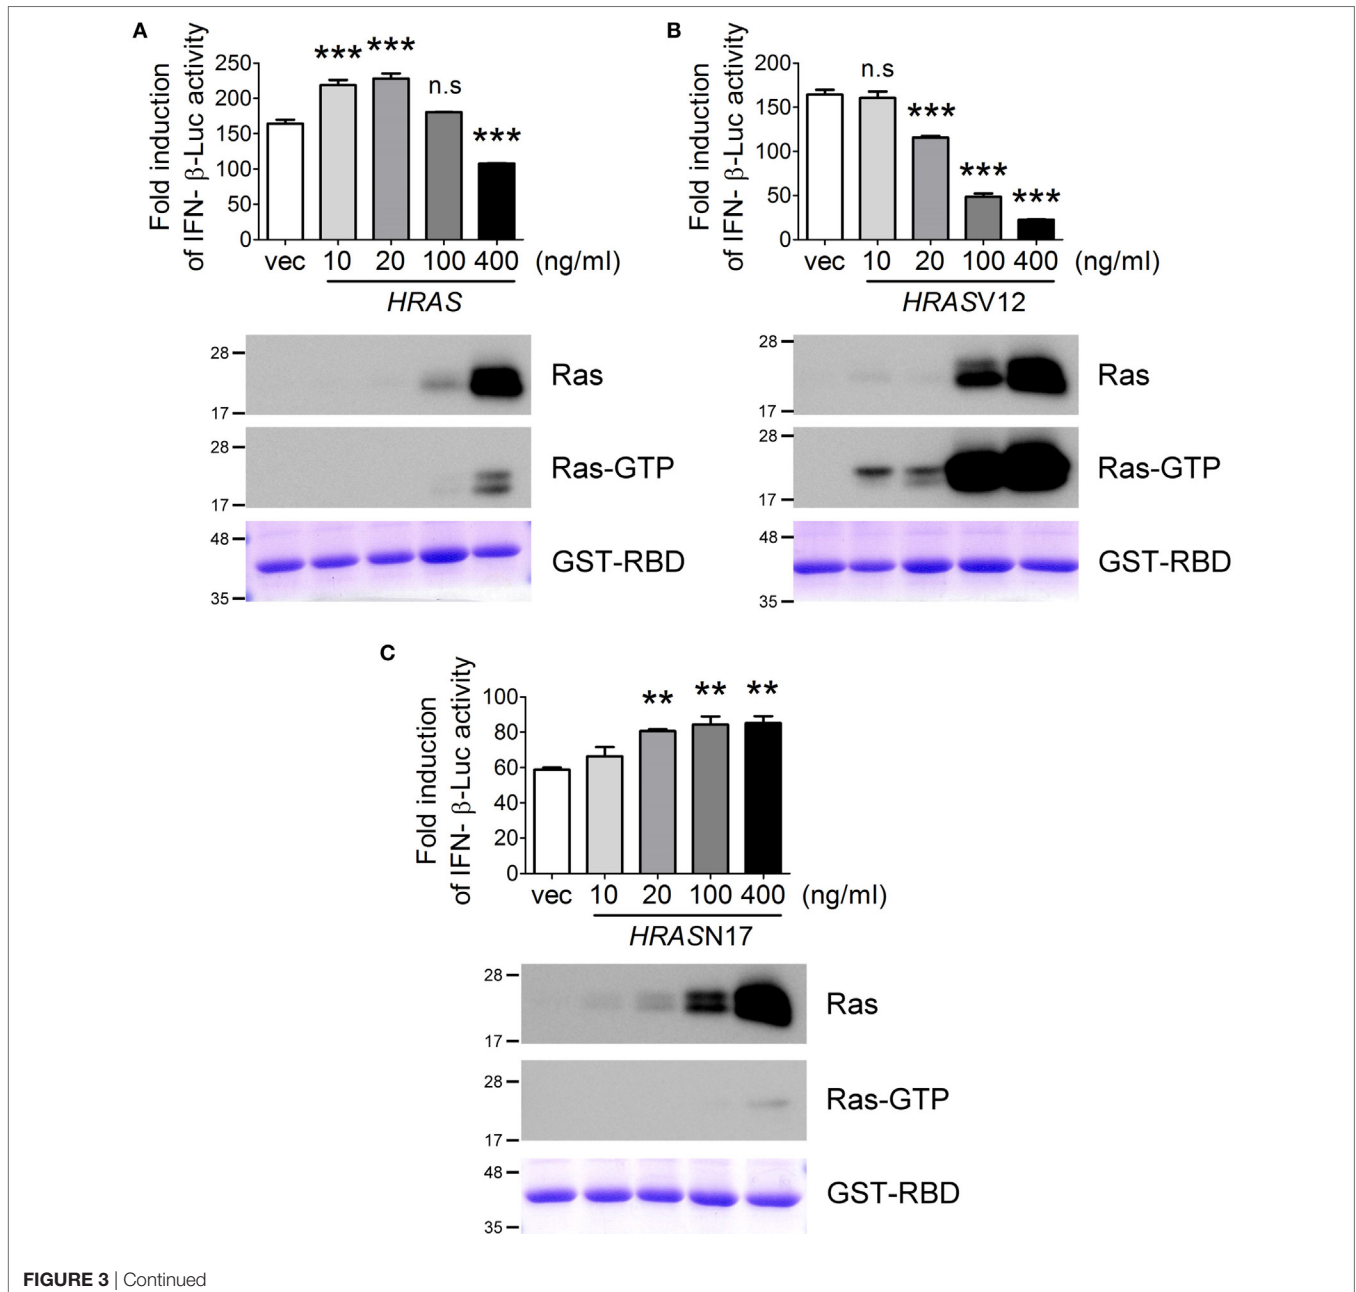 A
Fold induction
of IFN- β-Luc activity
250
200
150
100
50
0
***
***
n.s
***
vec 10 20 100 400 (ng/ml)
HRAS
28
17
Ras
28
17
Ras-GTP
48
35
GST-RBD
B
Fold induction
of IFN- β-Luc activity
200
150
100
50
0
n.s
***
***
***
vec 10 20 100 400 (ng/ml)
HRASV12
28
17
Ras
28
17
Ras-GTP
48
35
GST-RBD
C
Fold induction
of IFN- β-Luc activity
100
80
60
40
20
0
**
**
**
vec 10 20 100 400 (ng/ml)
HRASN17
28
17
Ras
28
17
Ras-GTP
48
35
GST-RBD
FIGURE 3 | Continued